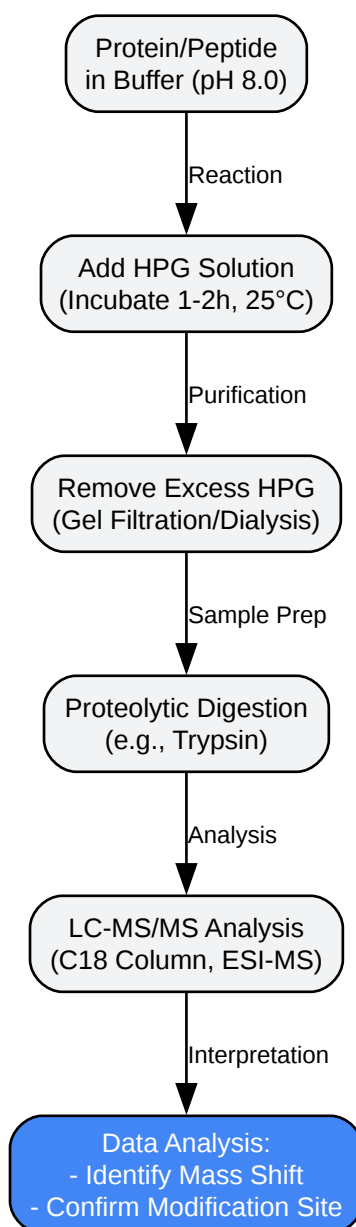 Protein/Peptide
in Buffer (pH 8.0)
Reaction
Add HPG Solution
(Incubate 1-2h, 25°C)
Purification
Remove Excess HPG
(Gel Filtration/Dialysis)
Sample Prep
Proteolytic Digestion
(e.g., Trypsin)
Analysis
LC-MS/MS Analysis
(C18 Column, ESI-MS)
Interpretation
Data Analysis:
- Identify Mass Shift
- Confirm Modification Site